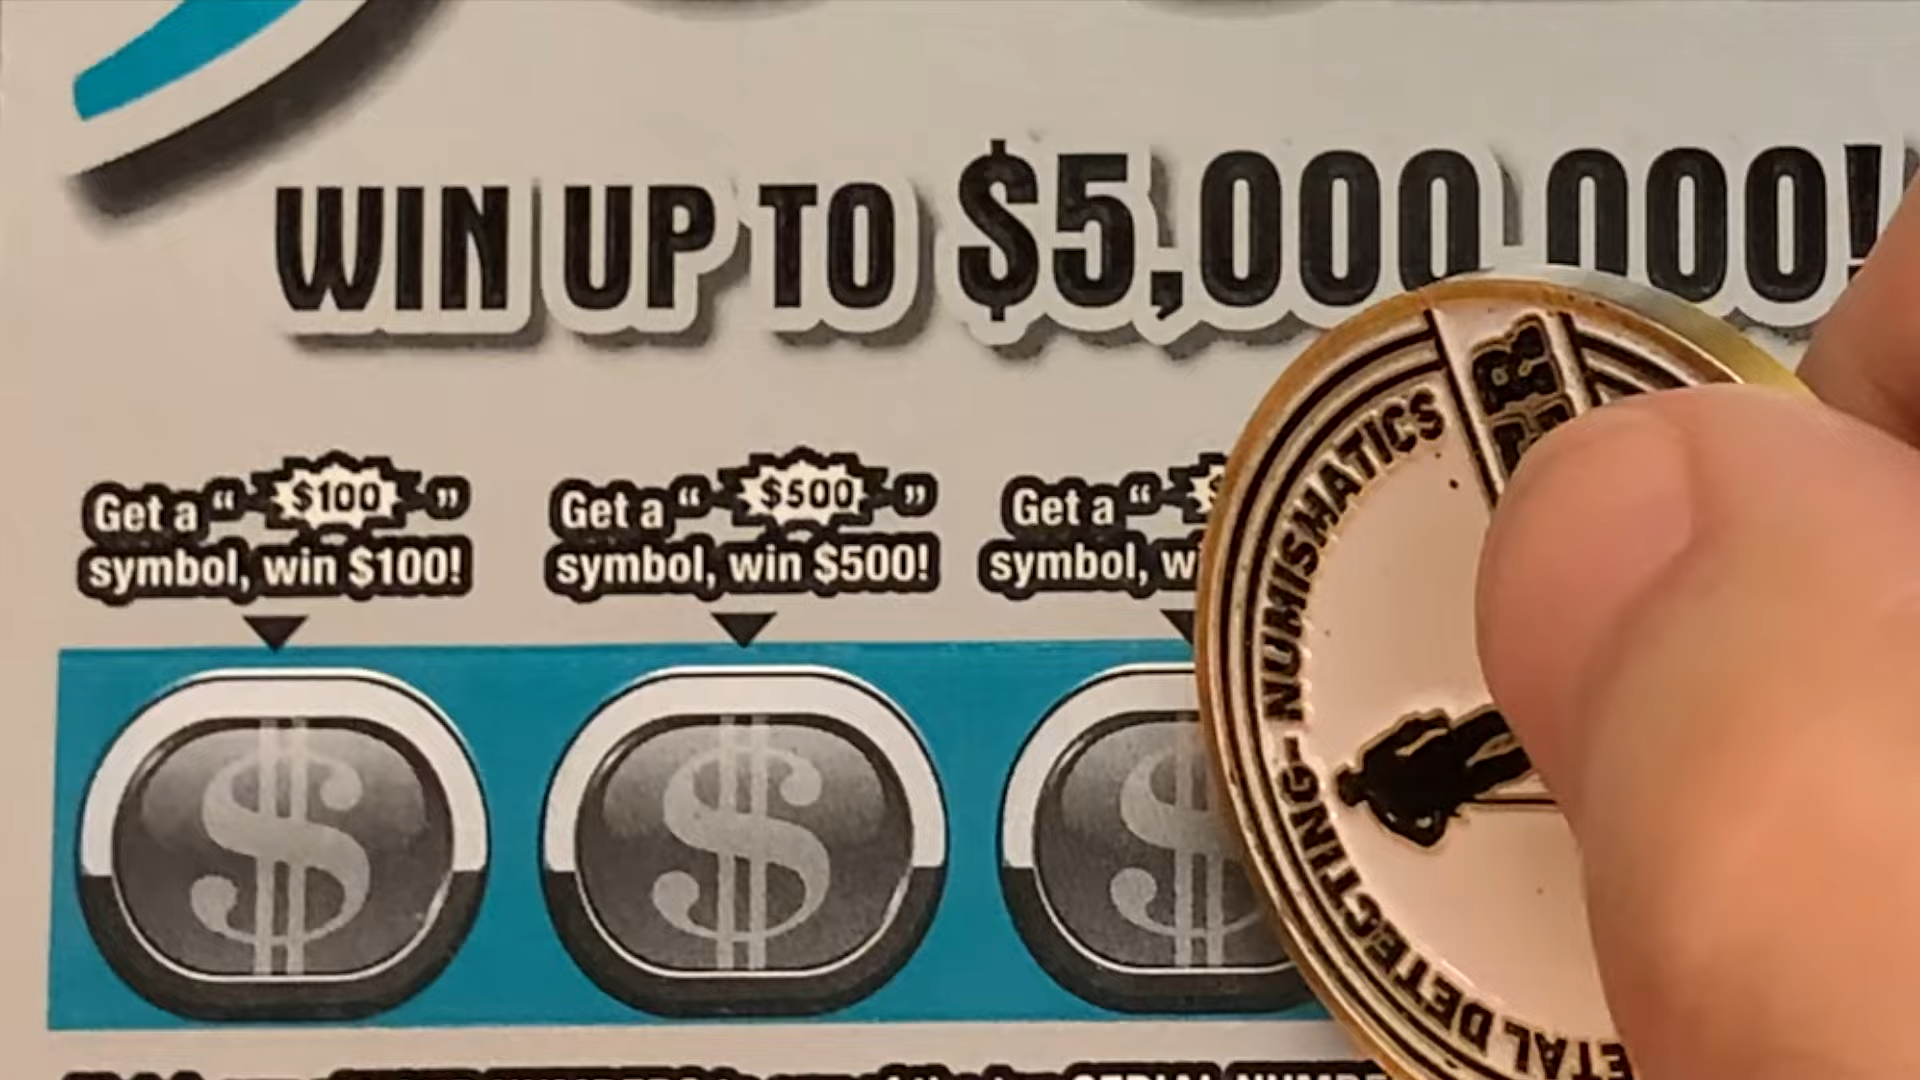 WIN UP TO $5,000,000!
Get a " $100 "
symbol, win $100!
Get a " $500 "
symbol, win $500!
Get a "
symbol,
NUMISMATICS
DETECTING-